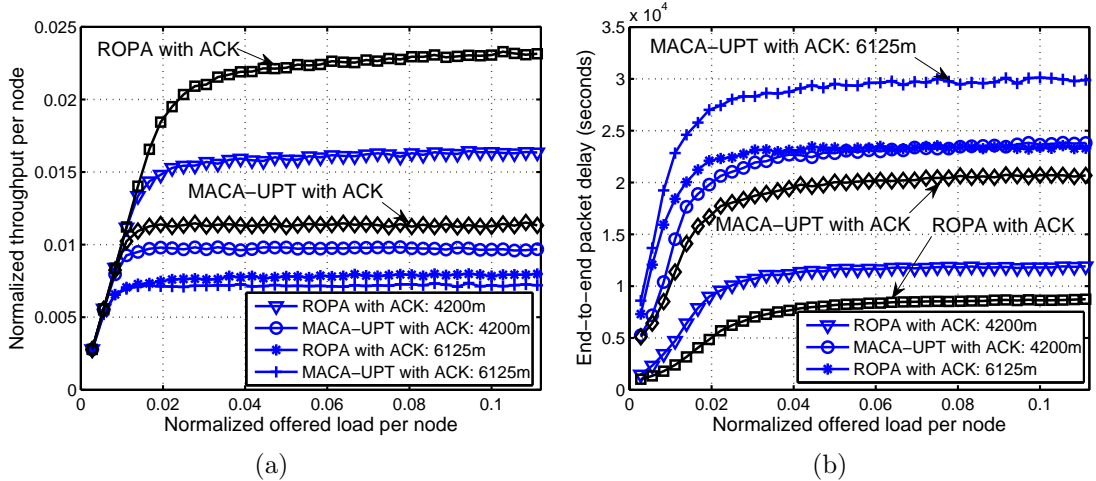 0.025
0.02
0.015
0.01
0.005
0
0 0.02 0.04 0.06 0.08 0.1
Normalized throughput per node
Normalized offered load per node
ROPA with ACK
MACA−UPT with ACK
ROPA with ACK: 4200m
MACA−UPT with ACK: 4200m
ROPA with ACK: 6125m
MACA−UPT with ACK: 6125m
(a)
x 10^4
3.5
3.0
2.5
2.0
1.5
1.0
0.5
0
0 0.02 0.04 0.06 0.08 0.1
End−to−end packet delay (seconds)
Normalized offered load per node
MACA−UPT with ACK: 6125m
MACA−UPT with ACK
ROPA with ACK
ROPA with ACK: 4200m
MACA−UPT with ACK: 4200m
ROPA with ACK: 6125m
(b)